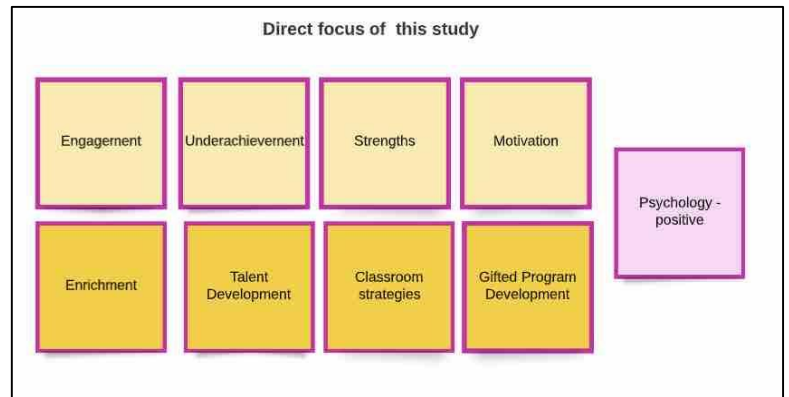 Direct focus of  this study
Engagement
Underachievement
Strengths
Motivation
Psychology -
positive
Enrichment
Talent
Development
Classroom
strategies
Gifted Program
Development